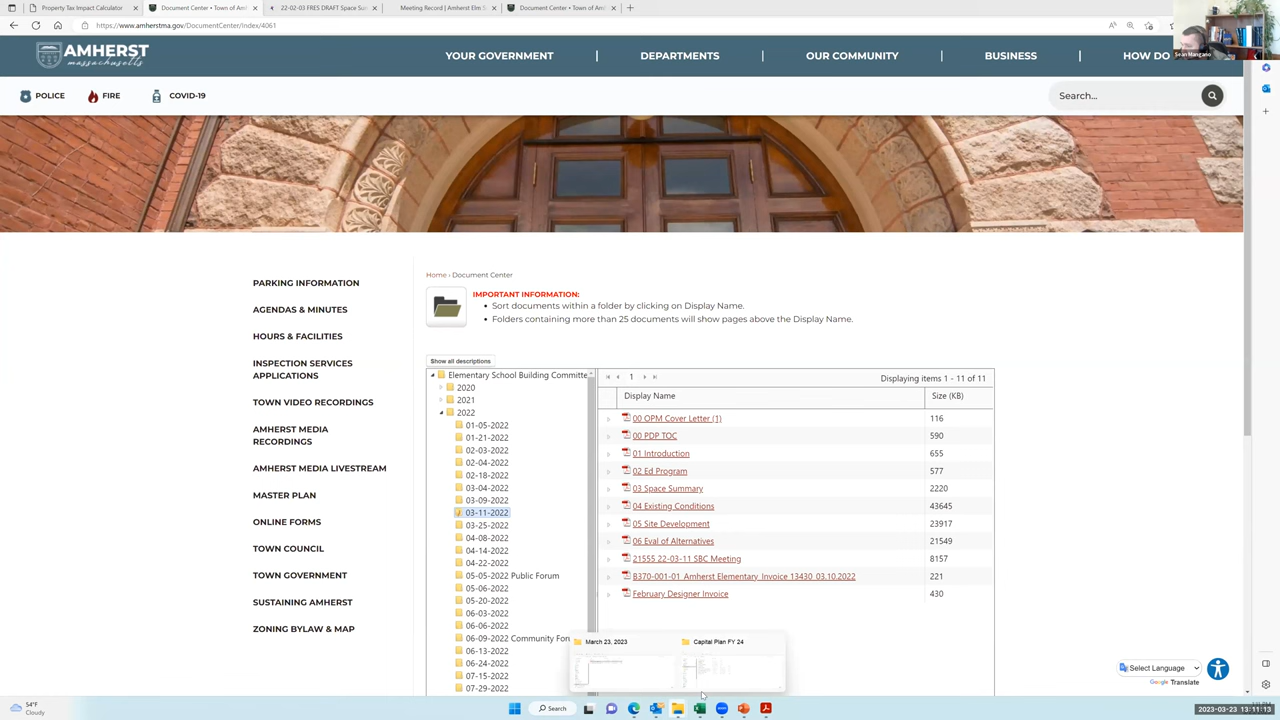 Property Tax Impact Calculator
Document Center • Town of Am
22-02-03 FRES DRAFT Space Sum
Meeting Record | Amherst Elm S
Document Center • Town of Am
https://www.amherstma.gov/DocumentCenter/Index/4061
Sean Mangano
AMHERST
Massachusetts
YOUR GOVERNMENT
DEPARTMENTS
OUR COMMUNITY
BUSINESS
HOW DO
POLICE
FIRE
COVID-19
Search...
PARKING INFORMATION
AGENDAS & MINUTES
HOURS & FACILITIES
INSPECTION SERVICES
APPLICATIONS
TOWN VIDEO RECORDINGS
AMHERST MEDIA
RECORDINGS
AMHERST MEDIA LIVESTREAM
MASTER PLAN
ONLINE FORMS
TOWN COUNCIL
TOWN GOVERNMENT
SUSTAINING AMHERST
ZONING BYLAW & MAP
Home › Document Center
IMPORTANT INFORMATION:
• Sort documents within a folder by clicking on Display Name.
• Folders containing more than 25 documents will show pages above the Display Name.
Show all descriptions
Elementary School Building Committe
2020
2021
2022
01-05-2022
01-21-2022
02-03-2022
02-04-2022
02-18-2022
03-04-2022
03-09-2022
03-11-2022
03-25-2022
04-08-2022
04-14-2022
04-22-2022
05-05-2022 Public Forum
05-06-2022
05-20-2022
06-03-2022
06-06-2022
06-09-2022 Community Foru
06-13-2022
06-24-2022
07-15-2022
07-29-2022
1
Displaying items 1 - 11 of 11
Display Name
Size (KB)
00 OPM Cover Letter (1) 116
00 PDP TOC 590
01 Introduction 655
02 Ed Program 577
03 Space Summary 2220
04 Existing Conditions 43645
05 Site Development 23917
06 Eval of Alternatives 21549
21555 22-03-11 SBC Meeting 8157
B370-001-01_Amherst Elementary_Invoice 13430_03.10.2022 221
February Designer Invoice 430
March 23, 2023
Capital Plan FY 24
Select Language
Google Translate
54°F
Cloudy
Search
2023-03-23 13:11:13